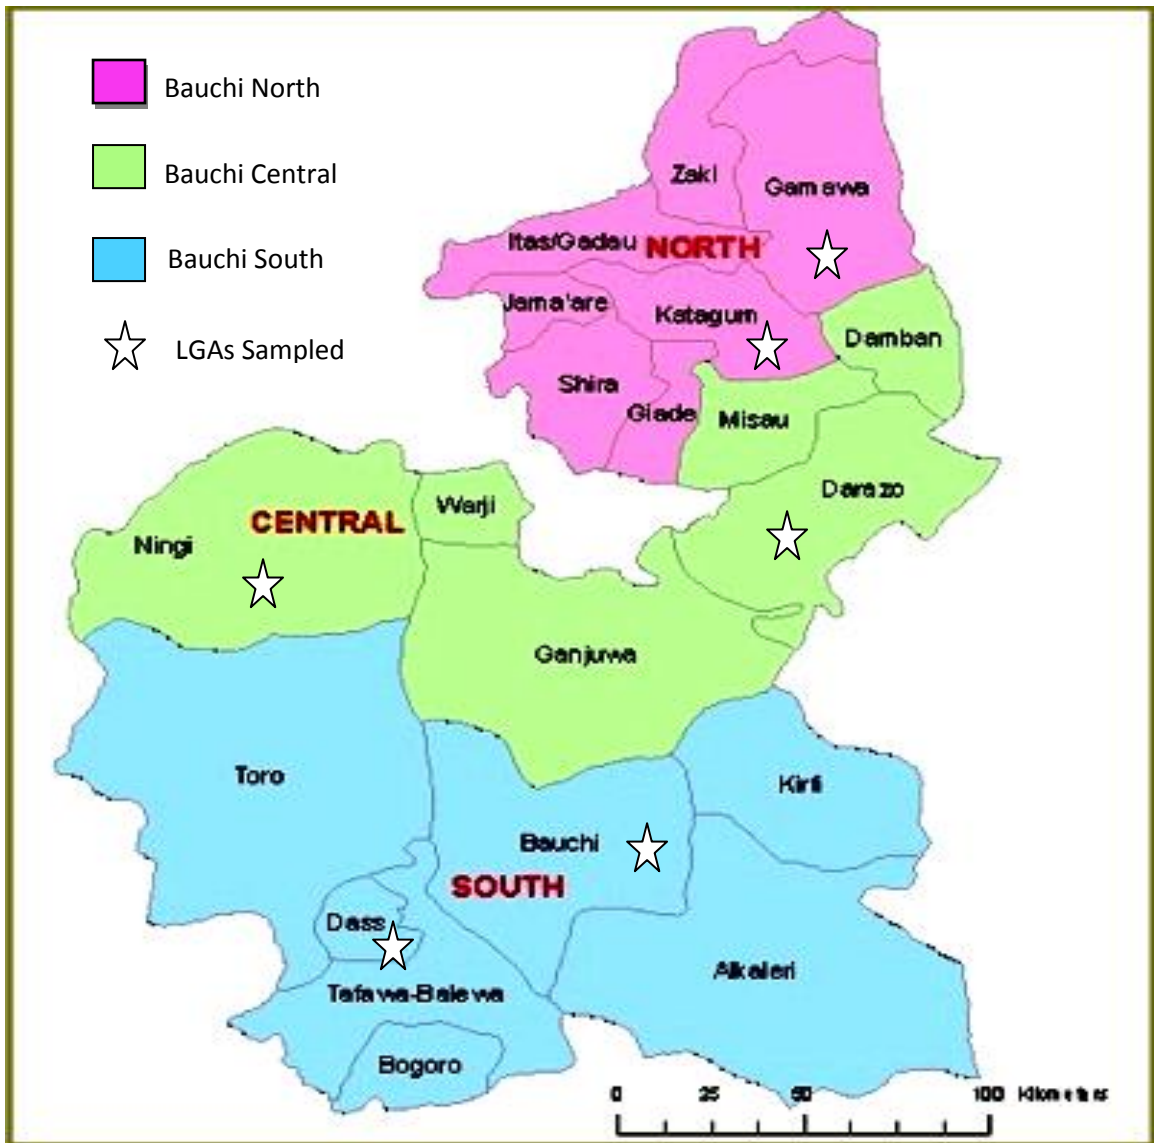 Bauchi North
Bauchi Central
Bauchi South
LGAs Sampled
Zaki
Gamawa
Itas/Gadau
NORTH
Jama'are
Katagum
Damban
Shira
Giade
Misau
Darazo
Warji
CENTRAL
Ningi
Ganjuwa
Toro
Kirfi
Bauchi
SOUTH
Dass
Alkaleri
Tafawa-Balewa
Bogoro
0 25 50 100 Kilometers